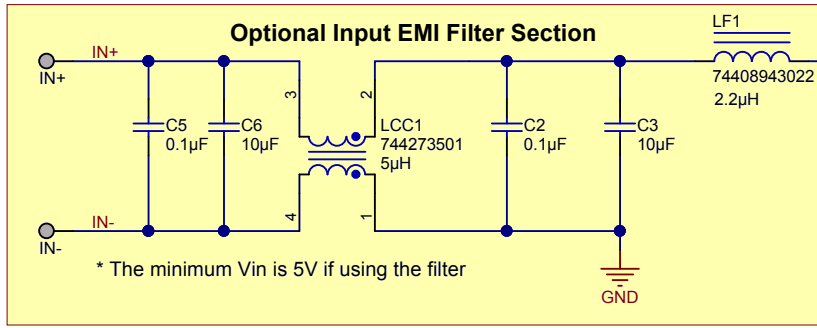 Optional Input EMI Filter Section
LF1
IN+
IN+
3
2
74408943022
2.2µH
C5
0.1µF
C6
10µF
LCC1
744273501
5µH
C2
0.1µF
C3
10µF
4
1
IN-
IN-
* The minimum Vin is 5V if using the filter
GND